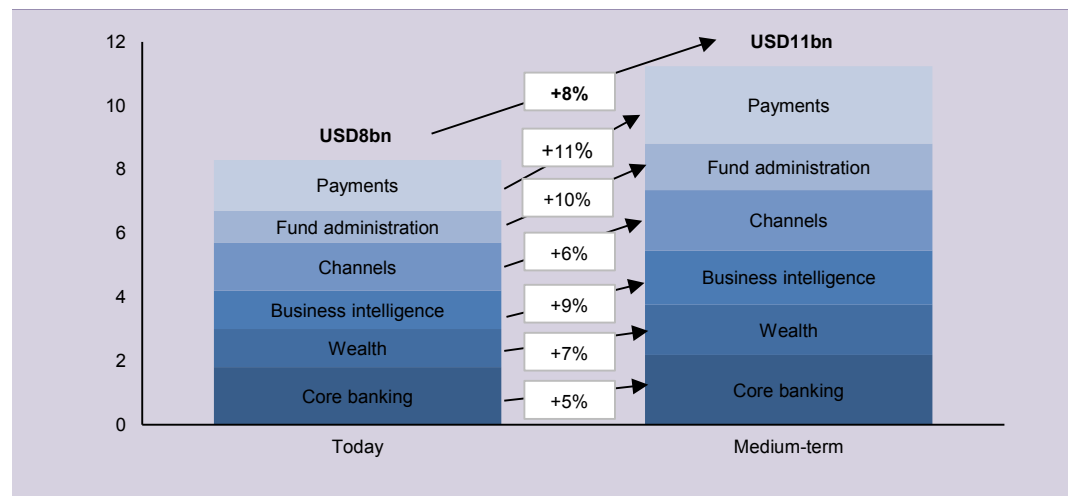 12
10
8
6
4
2
0
USD8bn
USD11bn
+8%
+11%
+10%
+6%
+9%
+7%
+5%
Payments
Fund administration
Channels
Business intelligence
Wealth
Core banking
Payments
Fund administration
Channels
Business intelligence
Wealth
Core banking
Today
Medium-term